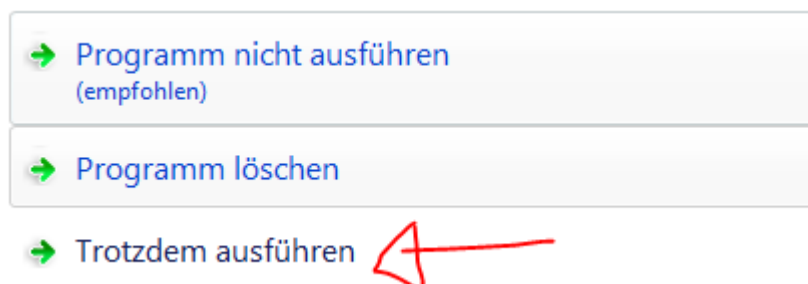 Programm nicht ausführen
(empfohlen)
Programm löschen
Trotzdem ausführen